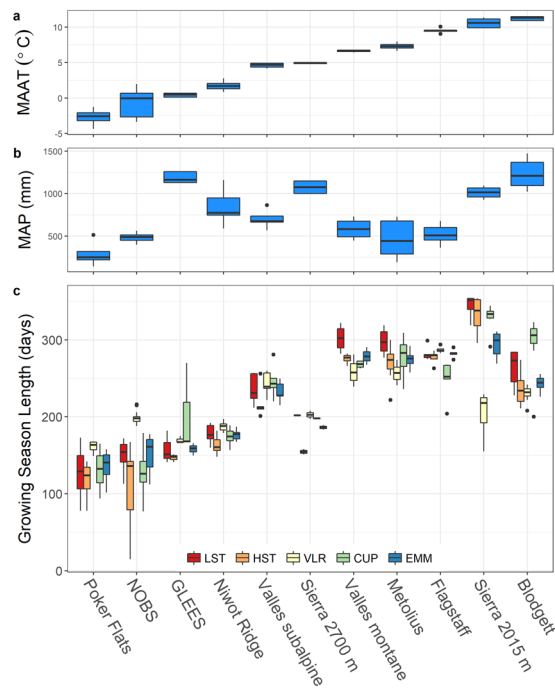 a
MAAT (° C)
10
5
0
-5
b
MAP (mm)
1500
1000
500
c
Growing Season Length (days)
300
200
100
0
LST HST VLR CUP EMM
Poker Flats
NOBS
GLEES
Niwot Ridge
Valles subalpine
Sierra 2700 m
Valles montane
Metolius
Flagstaff
Sierra 2015 m
Blodgett